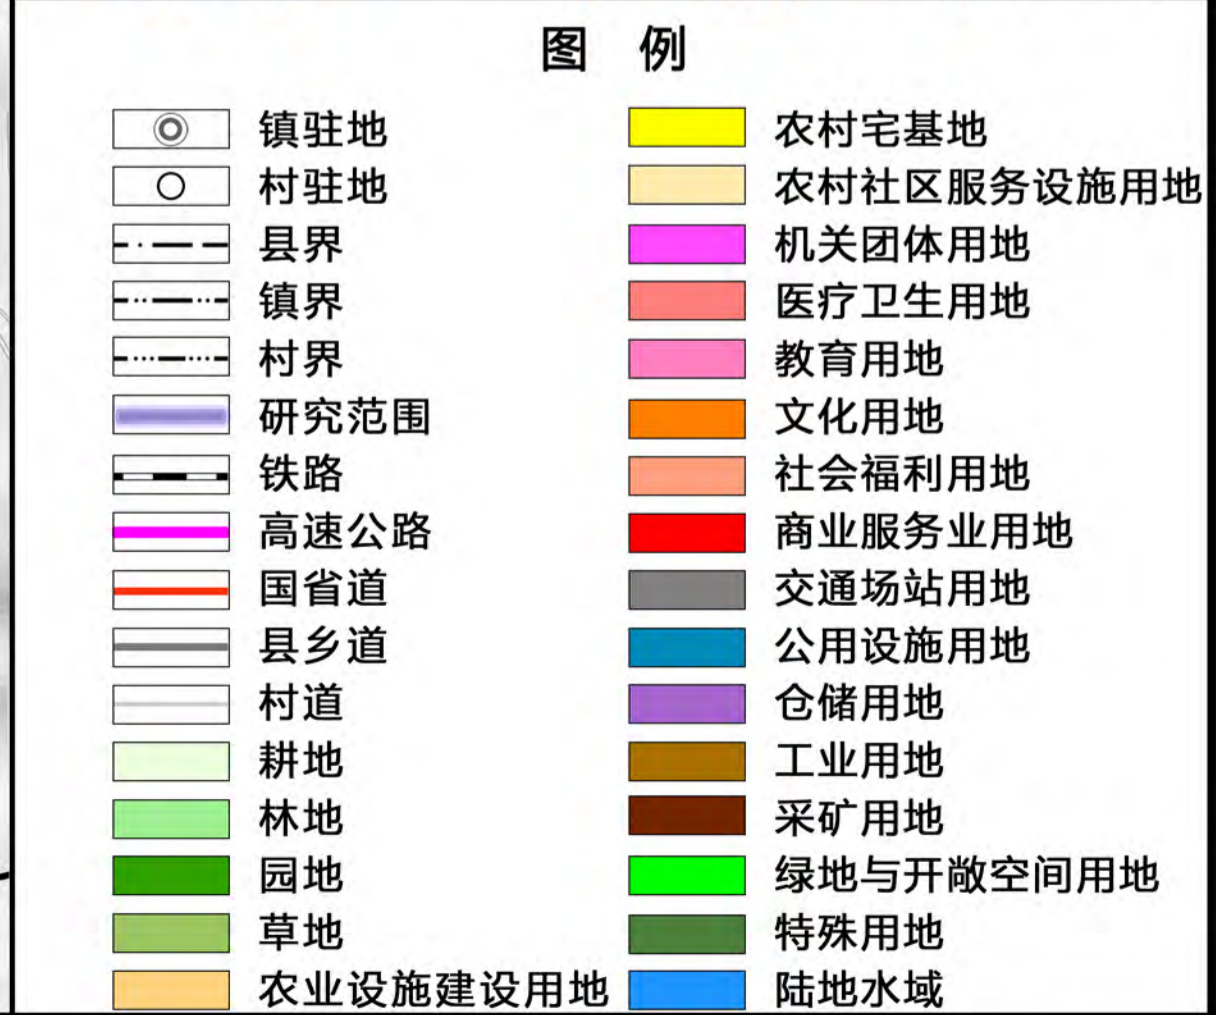 图 例
镇驻地
村驻地
县界
镇界
村界
研究范围
铁路
高速公路
国省道
县乡道
村道
耕地
林地
园地
草地
农业设施建设用地
农村宅基地
农村社区服务设施用地
机关团体用地
医疗卫生用地
教育用地
文化用地
社会福利用地
商业服务业用地
交通场站用地
公用设施用地
仓储用地
工业用地
采矿用地
绿地与开敞空间用地
特殊用地
陆地水域